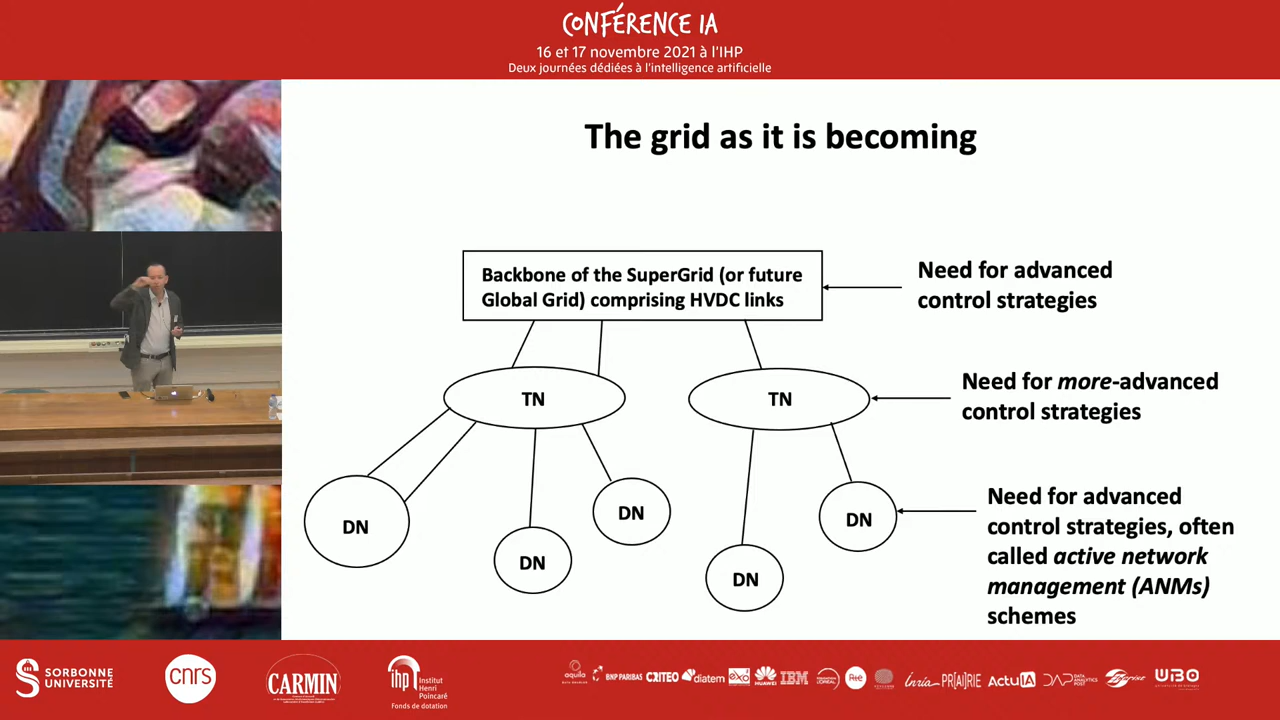 CONFÉRENCE IA
16 et 17 novembre 2021 à l'IHP
Deux journées dédiées à l'intelligence artificielle
The grid as it is becoming
Backbone of the SuperGrid (or future
Global Grid) comprising HVDC links
Need for advanced
control strategies
TN
TN
Need for more-advanced
control strategies
DN
DN
DN
DN
DN
Need for advanced
control strategies, often
called active network
management (ANMs)
schemes
SORBONNE
UNIVERSITÉ
cnrs
CARMIN
ihp
Institut
Henri
Poincaré
Fonds de dotation
aquila
BNP PARIBAS
CRITEO
diatem
exo
HUAWEI
IBM
Inria
PR[AI]RIE
ActuIA
DAP
UBO